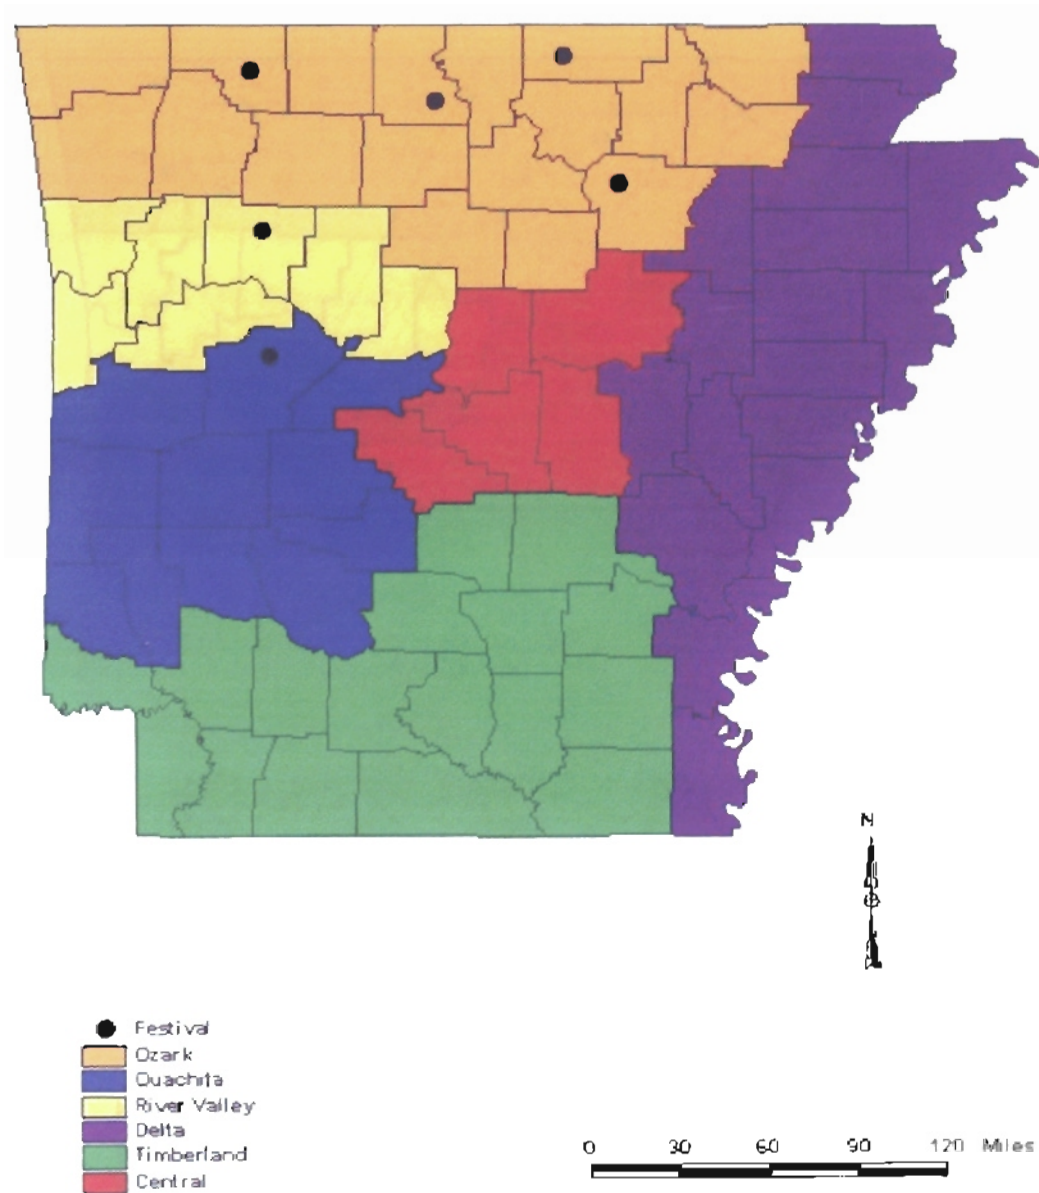 N
Festival
Ozark
Ouachita
River Valley
Delta
Timberland
Central
0 30 60 90 120 Miles